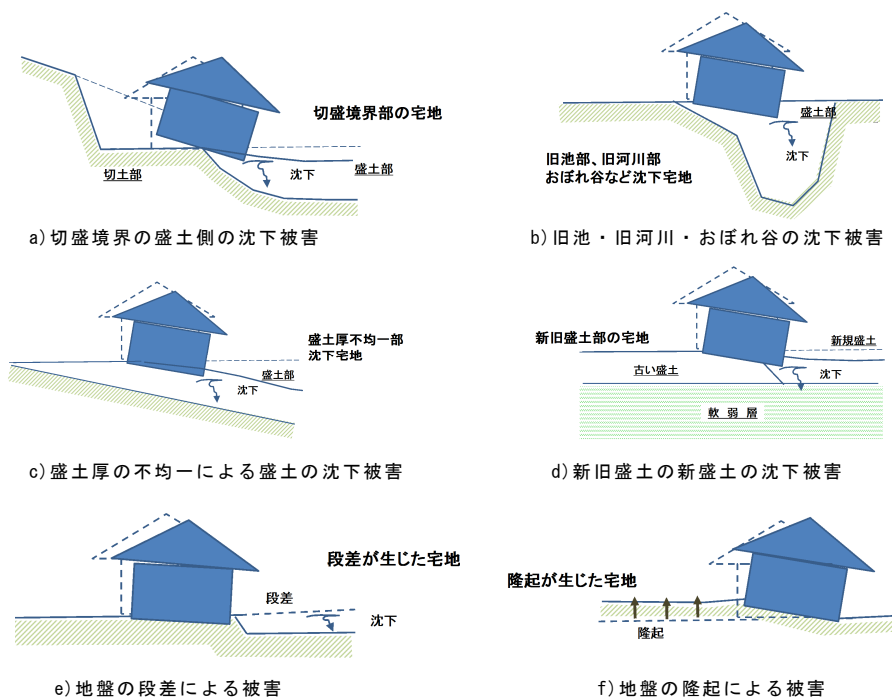 切盛境界部の宅地
切土部
沈下
盛土部
a)切盛境界の盛土側の沈下被害
盛土部
沈下
旧池部、旧河川部
おぼれ谷など沈下宅地
b)旧池・旧河川・おぼれ谷の沈下被害
盛土厚不均一部
沈下宅地
盛土部
沈下
c)盛土厚の不均一による盛土の沈下被害
新旧盛土部の宅地
新規盛土
古い盛土
沈下
軟弱層
d)新旧盛土の新盛土の沈下被害
段差が生じた宅地
段差
沈下
e)地盤の段差による被害
隆起が生じた宅地
隆起
f)地盤の隆起による被害